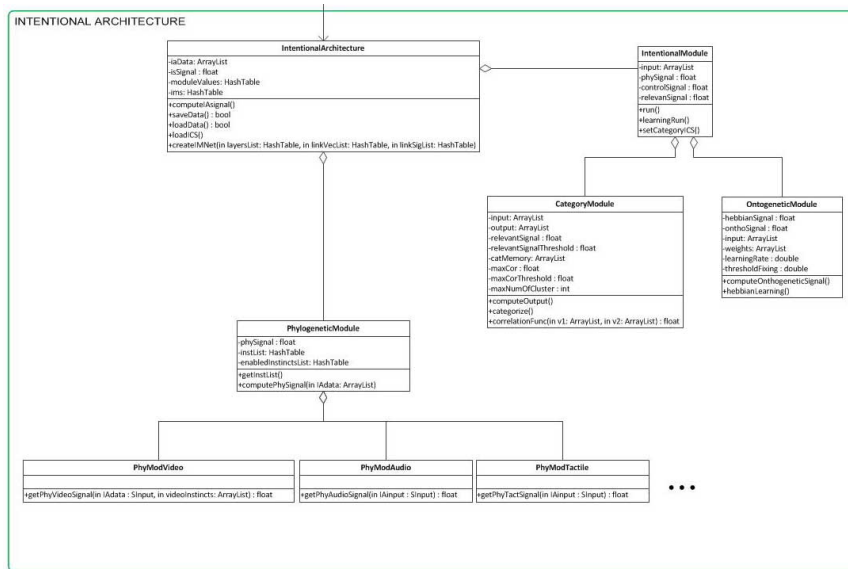 INTENTIONAL ARCHITECTURE
IntentionalArchitecture
-iaData: ArrayList
-isSignal : float
-moduleValues: HashTable
-ims: HashTable
+computeIAsignal()
+saveData() : bool
+loadData() : bool
+loadICS()
+createIMNet(in layersList: HashTable, in linkVecList: HashTable, in linkSigList: HashTable)
IntentionalModule
-input: ArrayList
-phySignal : float
-controlSignal : float
-relevanSignal : float
+run()
+learningRun()
+setCategoryICS()
CategoryModule
-input: ArrayList
-output: ArrayList
-relevantSignal : float
-relevantSignalThreshold : float
-catMemory: ArrayList
-maxCor : float
-maxCorThreshold : float
-maxNumOfCluster : int
+computeOutput()
+categorize()
+correlationFunc(in v1: ArrayList, in v2: ArrayList) : float
OntogeneticModule
-hebbianSignal : float
-onthoSignal : float
-input: ArrayList
-weights: ArrayList
-learningRate : double
-thresholdFixing : double
+computeOnthogeneticSignal()
+hebbianLearning()
PhylogeneticModule
-phySignal : float
-instList: HashTable
-enabledInstinctsList: HashTable
+getInstList()
+computePhySignal(in IAdata: ArrayList)
PhyModVideo
+getPhyVideoSignal(in IAdata : SInput, in videoInstincts: ArrayList) : float
PhyModAudio
+getPhyAudioSignal(in IAinput : SInput) : float
PhyModTactile
+getPhyTactSignal(in IAinput : SInput) : float
•••